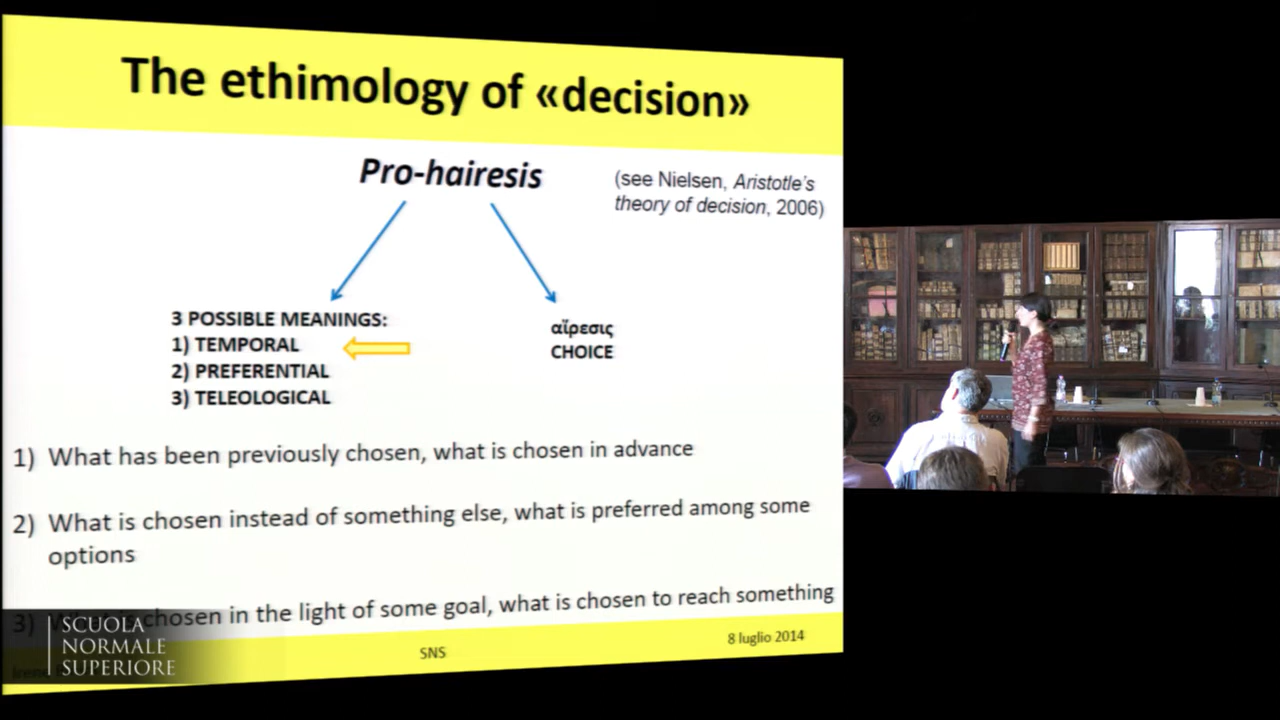 The ethimology of «decision»
Pro-hairesis
(see Nielsen, Aristotle's
theory of decision, 2006)
3 POSSIBLE MEANINGS:
1) TEMPORAL
2) PREFERENTIAL
3) TELEOLOGICAL
αἵρεσις
CHOICE
1) What has been previously chosen, what is chosen in advance
2) What is chosen instead of something else, what is preferred among some
options
3) What is chosen in the light of some goal, what is chosen to reach something
SCUOLA
NORMALE
SUPERIORE
SNS
8 luglio 2014